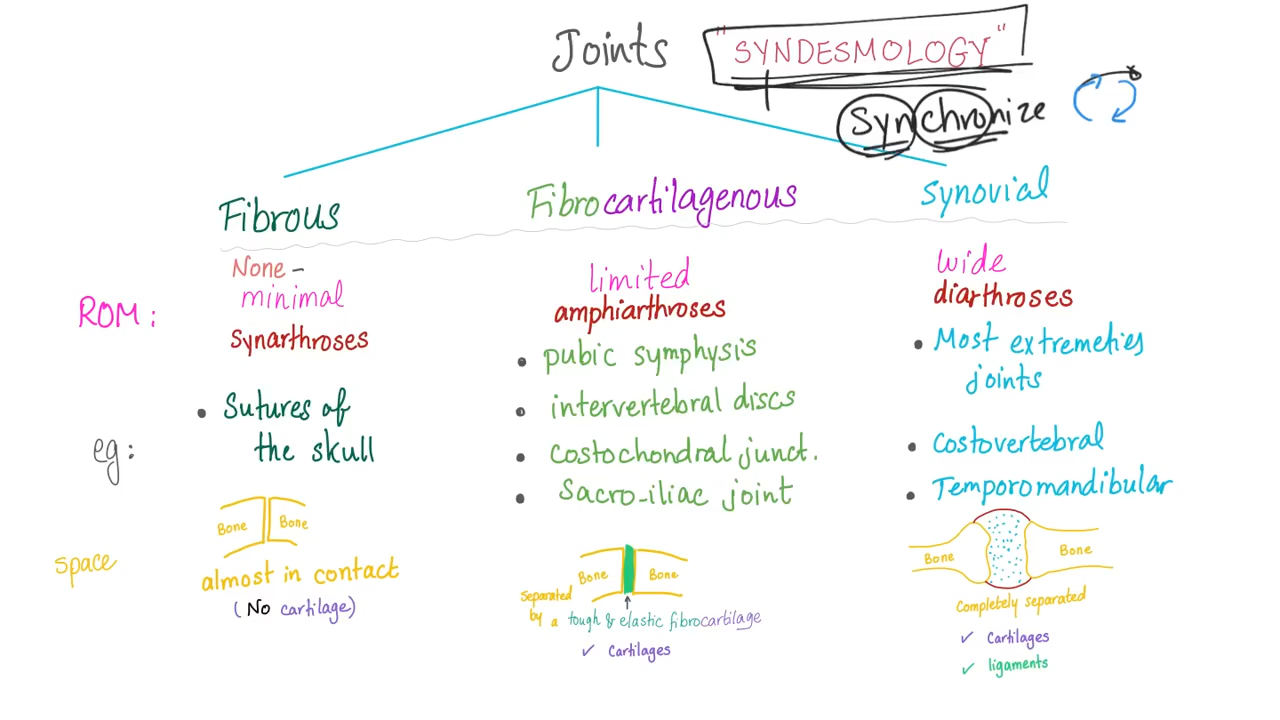 Joints
"SYNDESMOLOGY"
Synchronize
Fibrous
Fibrocartilagenous
Synovial
ROM:
None –
minimal
Synarthroses
limited
amphiarthroses
wide
diarthroses
eg:
• Sutures of
the skull
• pubic symphysis
• intervertebral discs
• Costochondral junct.
• Sacro-iliac joint
• Most extremeties
joints
• Costovertebral
• Temporomandibular
space
Bone Bone
almost in contact
(No cartilage)
Bone Bone
Separated
by a tough & elastic fibrocartilage
✓ Cartilages
Bone Bone
Completely separated
✓ Cartilages
✓ ligaments